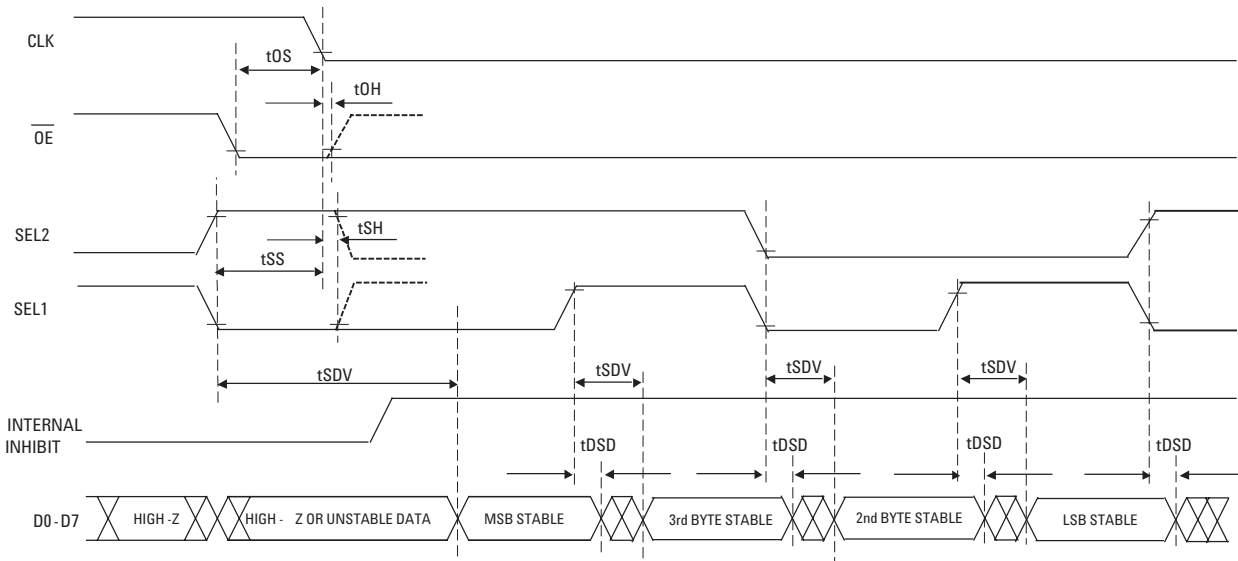 CLK
tOS
tOH
OE
SEL2
tSH
tSS
SEL1
tSDV
tSDV
tSDV
tSDV
INTERNAL
INHIBIT
tDSD
tDSD
tDSD
tDSD
D0-D7
HIGH -Z
HIGH - Z OR UNSTABLE DATA
MSB STABLE
3rd BYTE STABLE
2nd BYTE STABLE
LSB STABLE